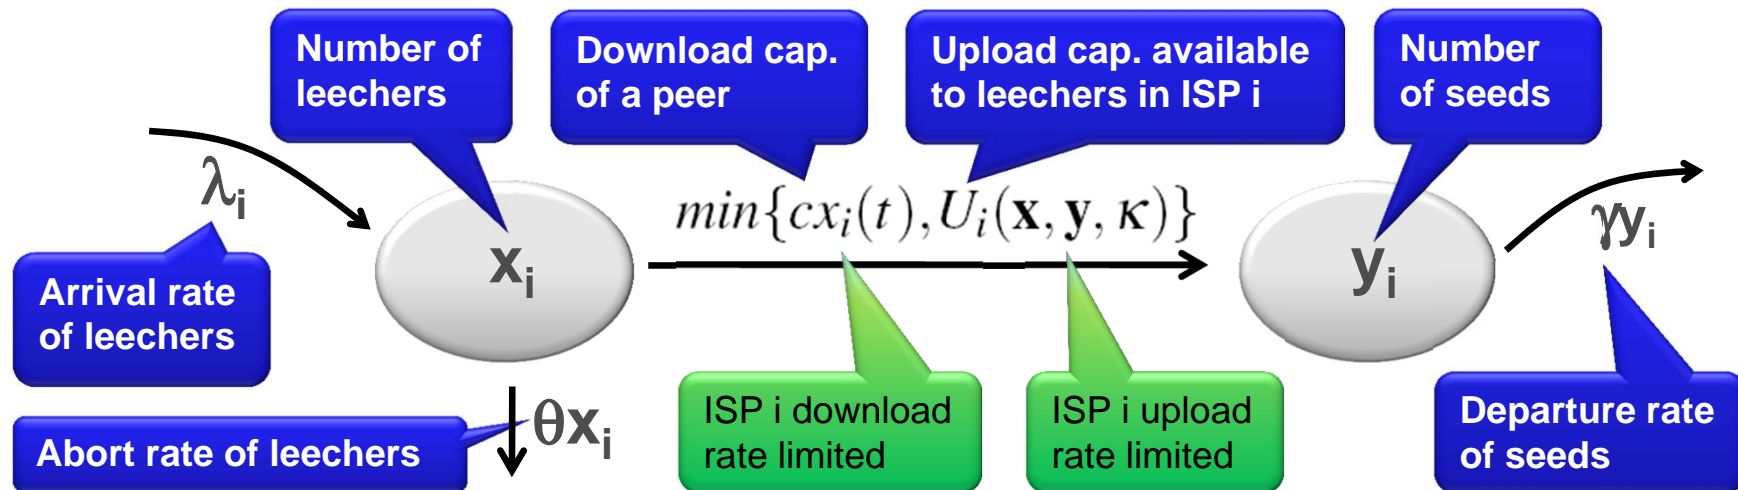 Number of
leechers
Download cap.
of a peer
Upload cap. available
to leechers in ISP i
Number
of seeds
λi
min{cxi(t), Ui(x, y, κ)}
γyi
xi
yi
Arrival rate
of leechers
θxi
Abort rate of leechers
ISP i download
rate limited
ISP i upload
rate limited
Departure rate
of seeds